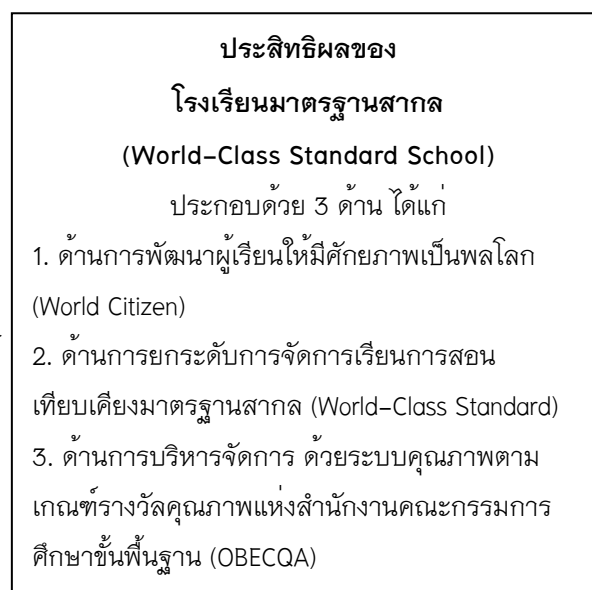 ประสิทธิผลของ
โรงเรียนมาตรฐานสากล
(World–Class Standard School)
ประกอบด้วย 3 ด้าน ได้แก่
1. ด้านการพัฒนาผู้เรียนให้มีศักยภาพเป็นพลโลก
(World Citizen)
2. ด้านการยกระดับการจัดการเรียนการสอน
เทียบเคียงมาตรฐานสากล (World–Class Standard)
3. ด้านการบริหารจัดการ ด้วยระบบคุณภาพตาม
เกณฑ์รางวัลคุณภาพแห่งสำนักงานคณะกรรมการ
ศึกษาขั้นพื้นฐาน (OBECQA)